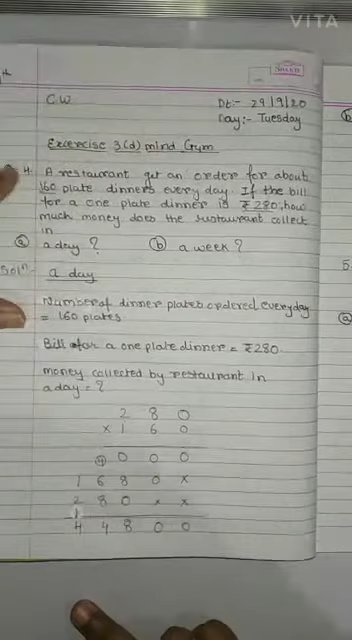 VITA
C.W
Dt:- 29/9/20
Day:- Tuesday
Excercise 3(d) mind Gym
4. A restaurant get an order for about
160 plate dinners every day. If the bill
for a one plate dinner is ₹280, how
much money does the restaurant collect
in
(a) a day? (b) a week?
Soln:- a day
Number of dinner plates ordered everyday
= 160 plates.
Bill for a one plate dinner = ₹280.
money collected by restaurant in
a day = ?
2 8 0
× 1 6 0
0 0 0
1 6 8 0 ×
2 8 0 × ×
4 4 8 0 0